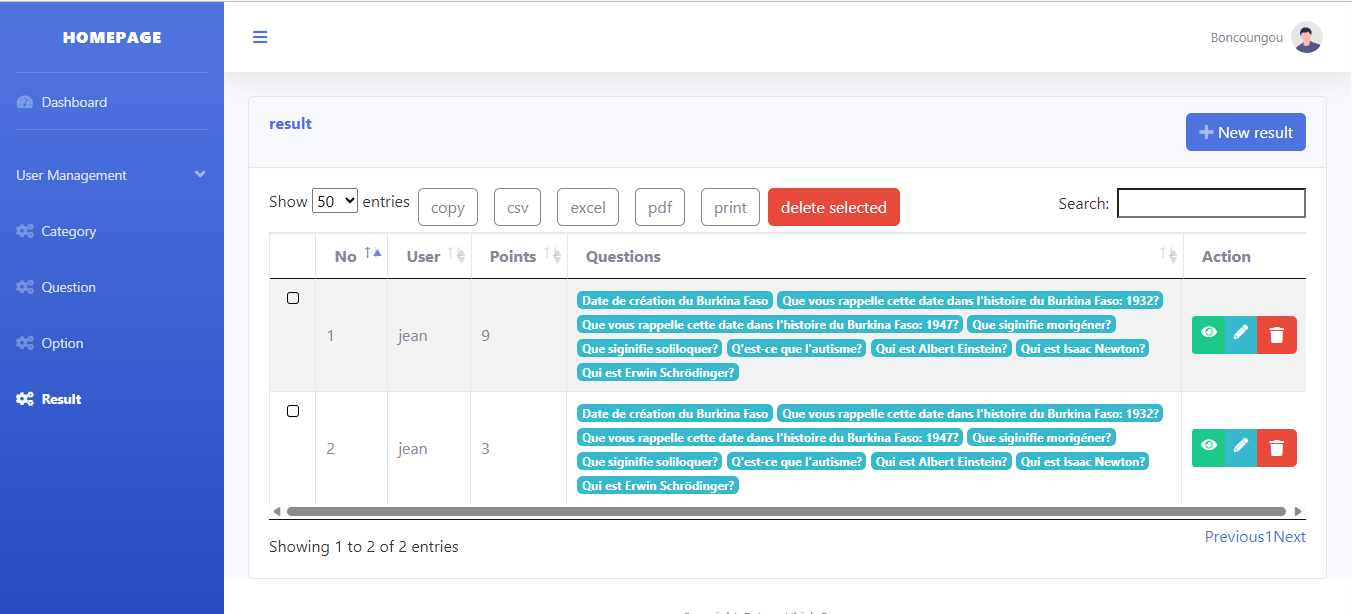 HOMEPAGE
Boncoungou
Dashboard
User Management
Category
Question
Option
Result
result
New result
Show 50 entries copy csv excel pdf print delete selected Search:
No User Points Questions Action
Date de création du Burkina Faso Que vous rappelle cette date dans l'histoire du Burkina Faso: 1932?
Que vous rappelle cette date dans l'histoire du Burkina Faso: 1947? Que siginifie morigéner?
1 jean 9
Que siginifie soliloquer? Q'est-ce que l'autisme? Qui est Albert Einstein? Qui est Isaac Newton?
Qui est Erwin Schrödinger?
Date de création du Burkina Faso Que vous rappelle cette date dans l'histoire du Burkina Faso: 1932?
Que vous rappelle cette date dans l'histoire du Burkina Faso: 1947? Que siginifie morigéner?
2 jean 3
Que siginifie soliloquer? Q'est-ce que l'autisme? Qui est Albert Einstein? Qui est Isaac Newton?
Qui est Erwin Schrödinger?
Showing 1 to 2 of 2 entries
Previous1Next